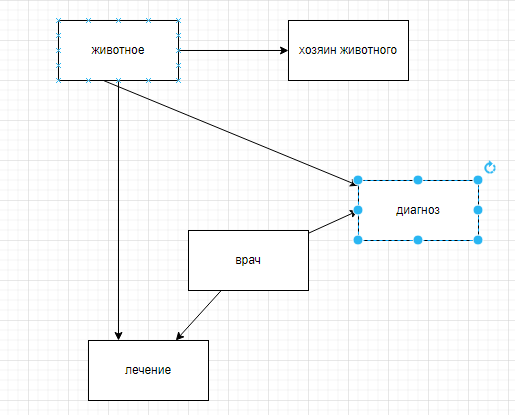 животное
хозяин животного
диагноз
врач
лечение